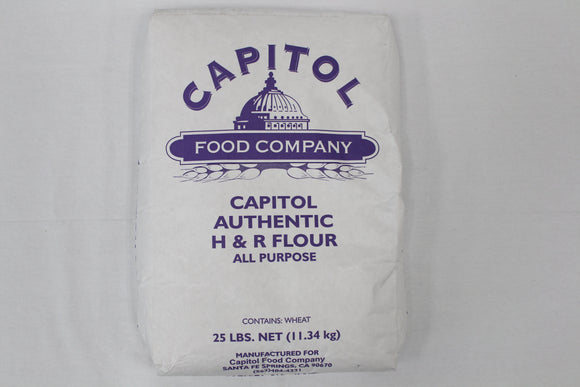 CAPITOL
FOOD COMPANY
CAPITOL
AUTHENTIC
H & R FLOUR
ALL PURPOSE
CONTAINS: WHEAT
25 LBS. NET (11.34 kg)
MANUFACTURED FOR
Capitol Food Company
SANTA FE SPRINGS, CA 90670